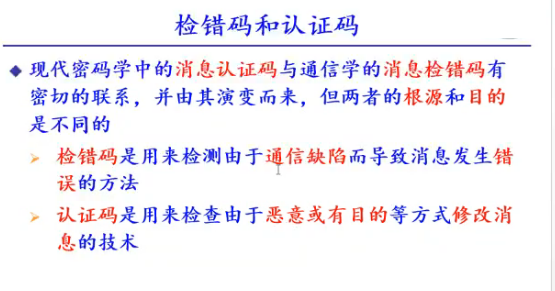 检错码和认证码
现代密码学中的消息认证码与通信学的消息检错码有
密切的联系，并由其演变而来，但两者的根源和目的
是不同的
检错码是用来检测由于通信缺陷而导致消息发生错
误的方法
认证码是用来检查由于恶意或有目的等方式修改消
息的技术